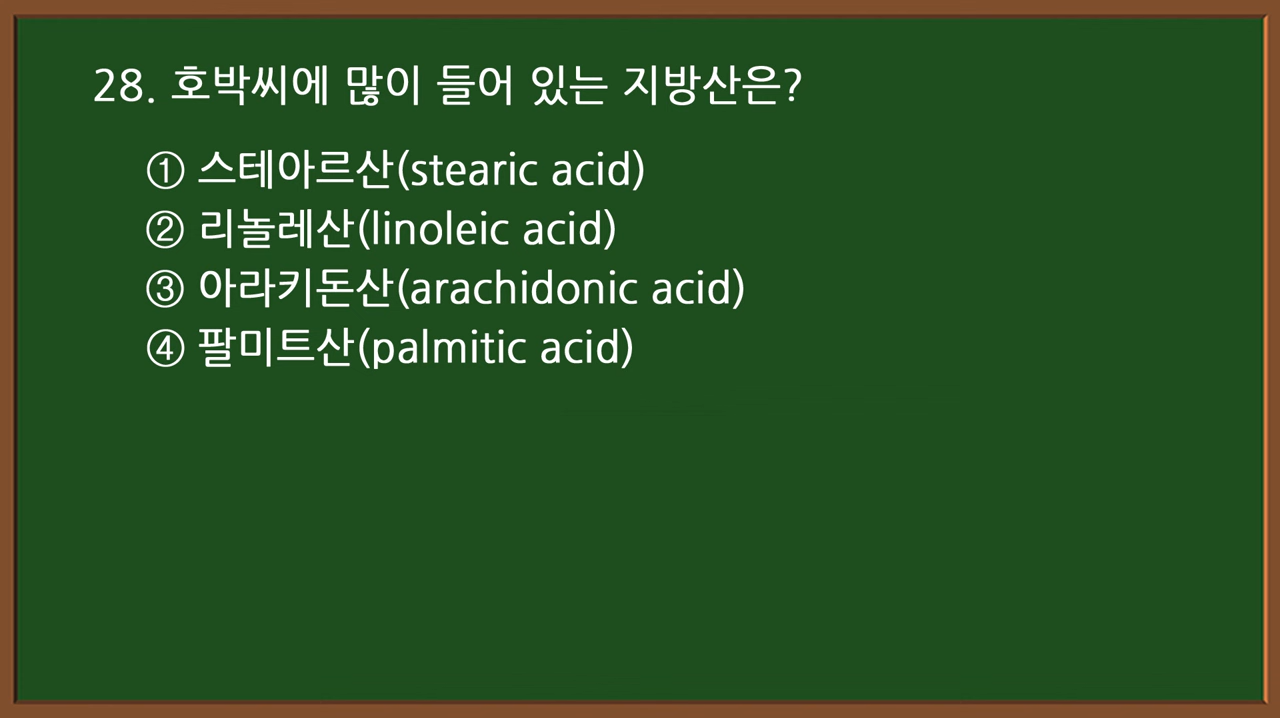 28. 호박씨에 많이 들어 있는 지방산은?
① 스테아르산(stearic acid)
② 리놀레산(linoleic acid)
③ 아라키돈산(arachidonic acid)
④ 팔미트산(palmitic acid)